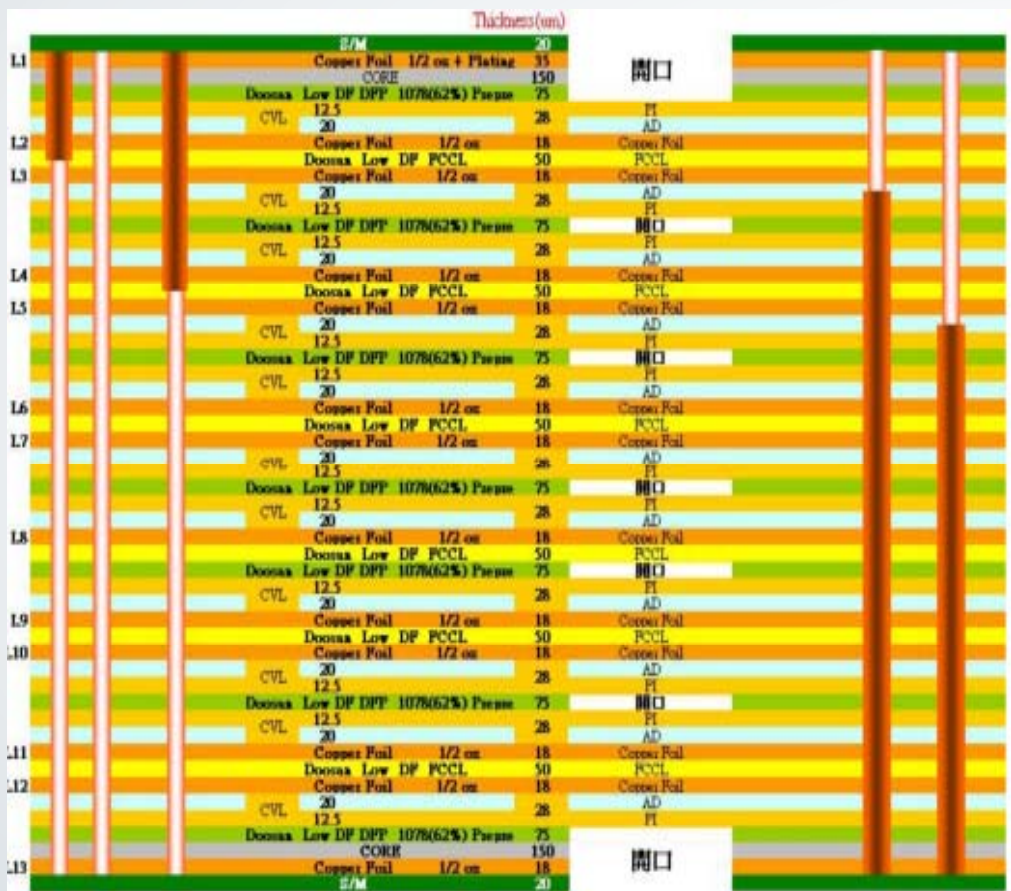 Thickness(um)
S/M 20
L1 Copper Foil 1/2 oz + Plating 35 開口
CORE 150
Doosan Low DF DPP 1078(62%) Prepre 75
CVL 12.5 28 PI
20 AD
L2 Copper Foil 1/2 oz 18 Copper Foil
Doosan Low DF FCCL 50 FCCL
L3 Copper Foil 1/2 oz 18 Copper Foil
CVL 20 28 AD
12.5 PI
Doosan Low DF DPP 1078(62%) Prepre 75 開口
CVL 12.5 28 PI
20 AD
L4 Copper Foil 1/2 oz 18 Copper Foil
Doosan Low DF FCCL 50 FCCL
L5 Copper Foil 1/2 oz 18 Copper Foil
CVL 20 28 AD
12.5 PI
Doosan Low DF DPP 1078(62%) Prepre 75 開口
CVL 12.5 28 PI
20 AD
L6 Copper Foil 1/2 oz 18 Copper Foil
Doosan Low DF FCCL 50 FCCL
L7 Copper Foil 1/2 oz 18 Copper Foil
CVL 20 28 AD
12.5 PI
Doosan Low DF DPP 1078(62%) Prepre 75 開口
CVL 12.5 28 PI
20 AD
L8 Copper Foil 1/2 oz 18 Copper Foil
Doosan Low DF FCCL 50 FCCL
Doosan Low DF DPP 1078(62%) Prepre 75 開口
CVL 12.5 28 PI
20 AD
L9 Copper Foil 1/2 oz 18 Copper Foil
Doosan Low DF FCCL 50 FCCL
L10 Copper Foil 1/2 oz 18 Copper Foil
CVL 20 28 AD
12.5 PI
Doosan Low DF DPP 1078(62%) Prepre 75 開口
CVL 12.5 28 PI
20 AD
L11 Copper Foil 1/2 oz 18 Copper Foil
Doosan Low DF FCCL 50 FCCL
L12 Copper Foil 1/2 oz 18 Copper Foil
CVL 20 28 AD
12.5 PI
Doosan Low DF DPP 1078(62%) Prepre 75
CORE 150 開口
L13 Copper Foil 1/2 oz 18
S/M 20